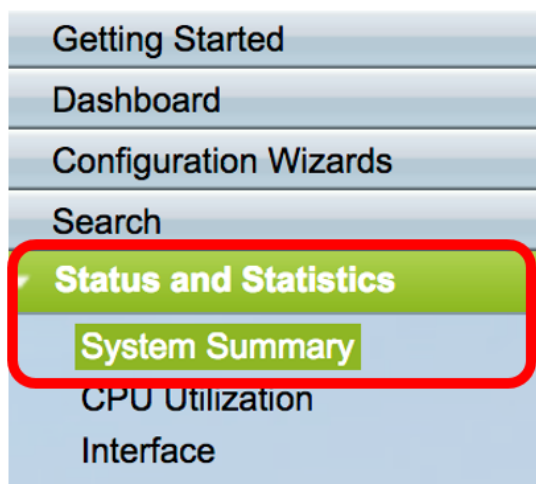 Getting Started
Dashboard
Configuration Wizards
Search
Status and Statistics
System Summary
CPU Utilization
Interface